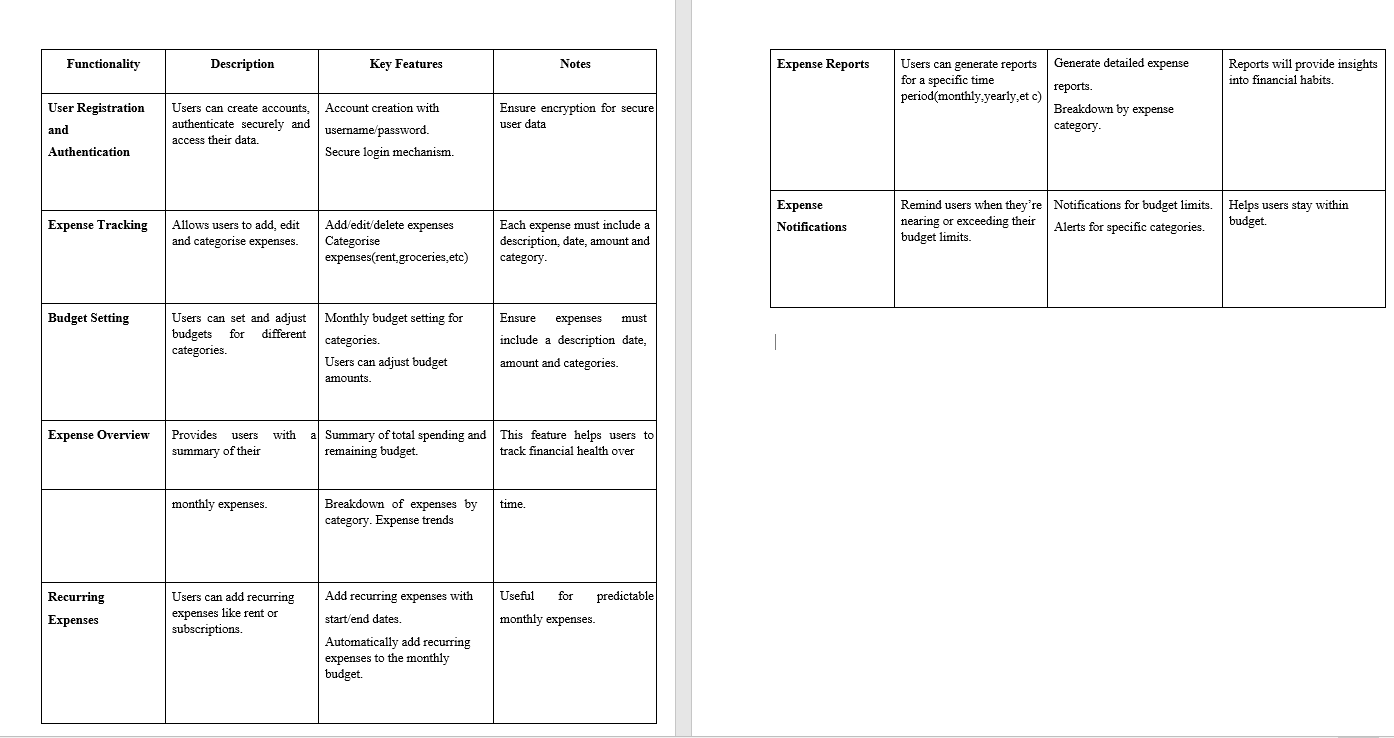 Functionality
Description
Key Features
Notes
User Registration
and
Authentication
Users can create accounts,
authenticate securely and
access their data.
Account creation with
username/password.
Secure login mechanism.
Ensure encryption for secure
user data
Expense Tracking
Allows users to add, edit
and categorise expenses.
Add/edit/delete expenses
Categorise
expenses(rent,groceries,etc)
Each expense must include a
description, date, amount and
category.
Budget Setting
Users can set and adjust
budgets for different
categories.
Monthly budget setting for
categories.
Users can adjust budget
amounts.
Ensure expenses must
include a description date,
amount and categories.
Expense Overview
Provides users with a
summary of their
Summary of total spending and
remaining budget.
This feature helps users to
track financial health over
monthly expenses.
Breakdown of expenses by
category. Expense trends
time.
Recurring
Expenses
Users can add recurring
expenses like rent or
subscriptions.
Add recurring expenses with
start/end dates.
Automatically add recurring
expenses to the monthly
budget.
Useful for predictable
monthly expenses.
Expense Reports
Users can generate reports
for a specific time
period(monthly,yearly,et c)
Generate detailed expense
reports.
Breakdown by expense
category.
Reports will provide insights
into financial habits.
Expense
Notifications
Remind users when they're
nearing or exceeding their
budget limits.
Notifications for budget limits.
Alerts for specific categories.
Helps users stay within
budget.